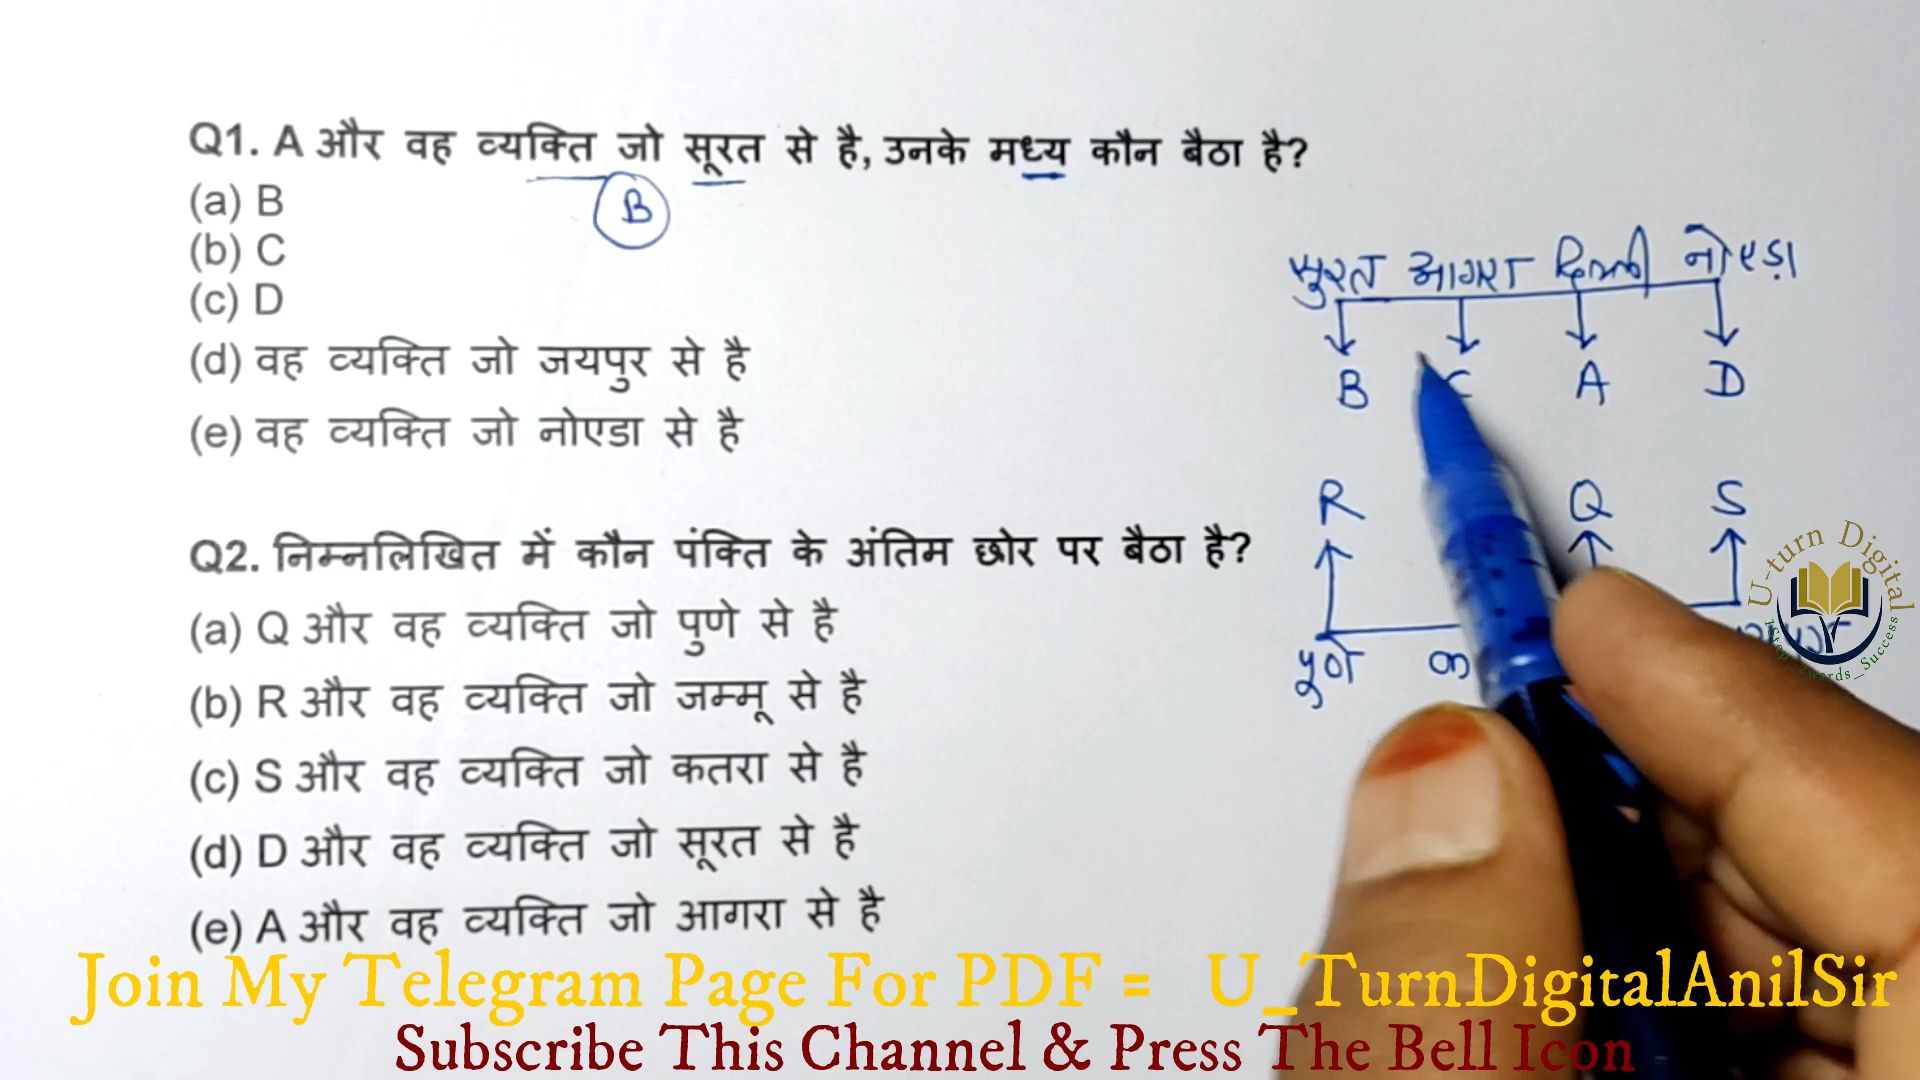 Q1. A और वह व्यक्ति जो सूरत से है, उनके मध्य कौन बैठा है?
(a) B
B
(b) C
(c) D
(d) वह व्यक्ति जो जयपुर से है
(e) वह व्यक्ति जो नोएडा से है
सुरत आगरा दिल्ली नोएडा
B A D
R Q S
पुणे
Q2. निम्नलिखित में कौन पंक्ति के अंतिम छोर पर बैठा है?
(a) Q और वह व्यक्ति जो पुणे से है
(b) R और वह व्यक्ति जो जम्मू से है
(c) S और वह व्यक्ति जो कतरा से है
(d) D और वह व्यक्ति जो सूरत से है
(e) A और वह व्यक्ति जो आगरा से है
U-turn Digital
Join My Telegram Page For PDF = U_TurnDigitalAnilSir
Subscribe This Channel & Press The Bell Icon